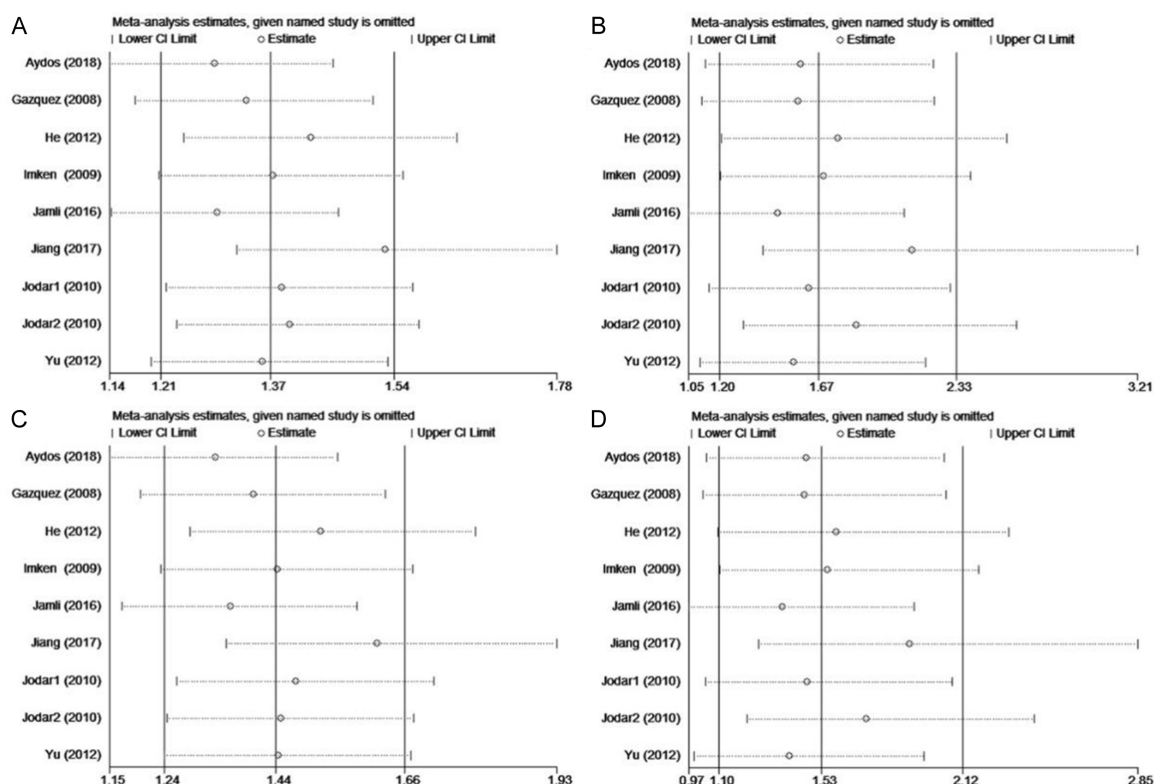 A
Meta-analysis estimates, given named study is omitted
Lower CI Limit Estimate Upper CI Limit
Aydos (2018)
Gazquez (2008)
He (2012)
Imken (2009)
Jamli (2016)
Jiang (2017)
Jodar1 (2010)
Jodar2 (2010)
Yu (2012)
1.14 1.21 1.37 1.54 1.78
B
Meta-analysis estimates, given named study is omitted
Lower CI Limit Estimate Upper CI Limit
Aydos (2018)
Gazquez (2008)
He (2012)
Imken (2009)
Jamli (2016)
Jiang (2017)
Jodar1 (2010)
Jodar2 (2010)
Yu (2012)
1.05 1.20 1.67 2.33 3.21
C
Meta-analysis estimates, given named study is omitted
Lower CI Limit Estimate Upper CI Limit
Aydos (2018)
Gazquez (2008)
He (2012)
Imken (2009)
Jamli (2016)
Jiang (2017)
Jodar1 (2010)
Jodar2 (2010)
Yu (2012)
1.15 1.24 1.44 1.66 1.93
D
Meta-analysis estimates, given named study is omitted
Lower CI Limit Estimate Upper CI Limit
Aydos (2018)
Gazquez (2008)
He (2012)
Imken (2009)
Jamli (2016)
Jiang (2017)
Jodar1 (2010)
Jodar2 (2010)
Yu (2012)
0.97 1.10 1.53 2.12 2.85